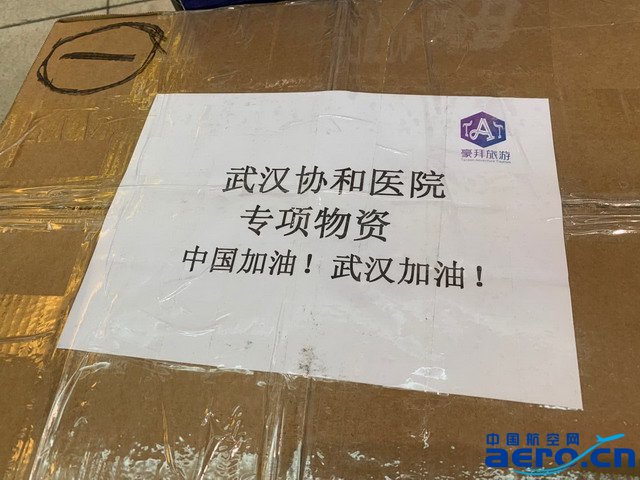 一
TAT
豪拜旅游
武汉协和医院
专项物资
中国加油！武汉加油！
中国航空网
aero.cn